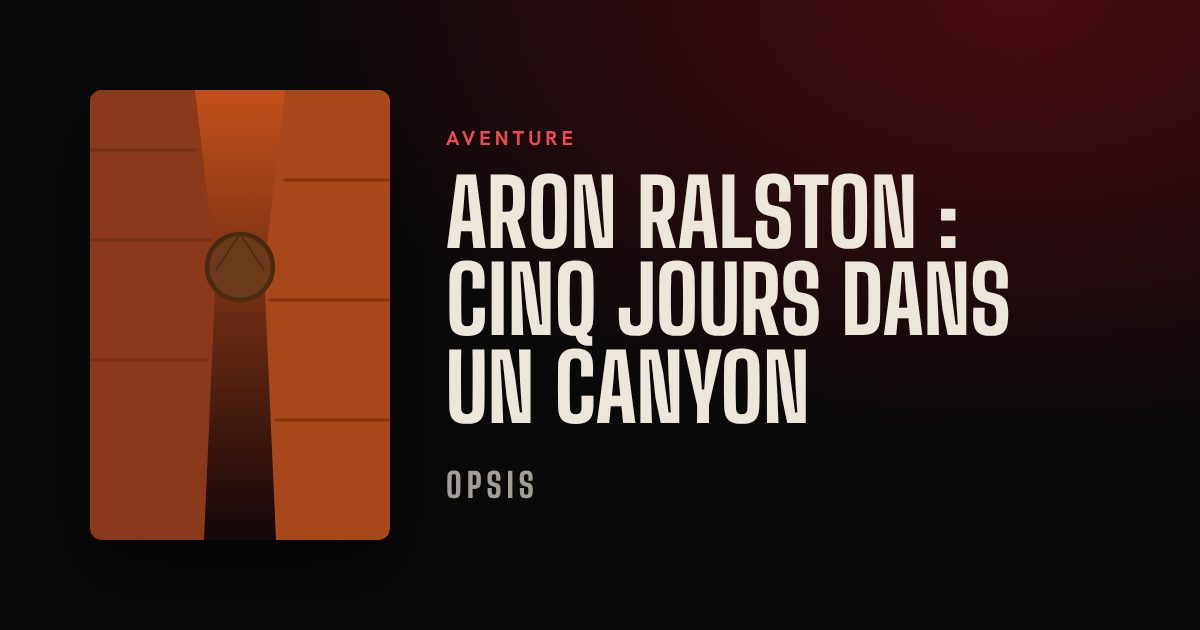 AVENTURE
ARON RALSTON :
CINQ JOURS DANS
UN CANYON
OPSIS